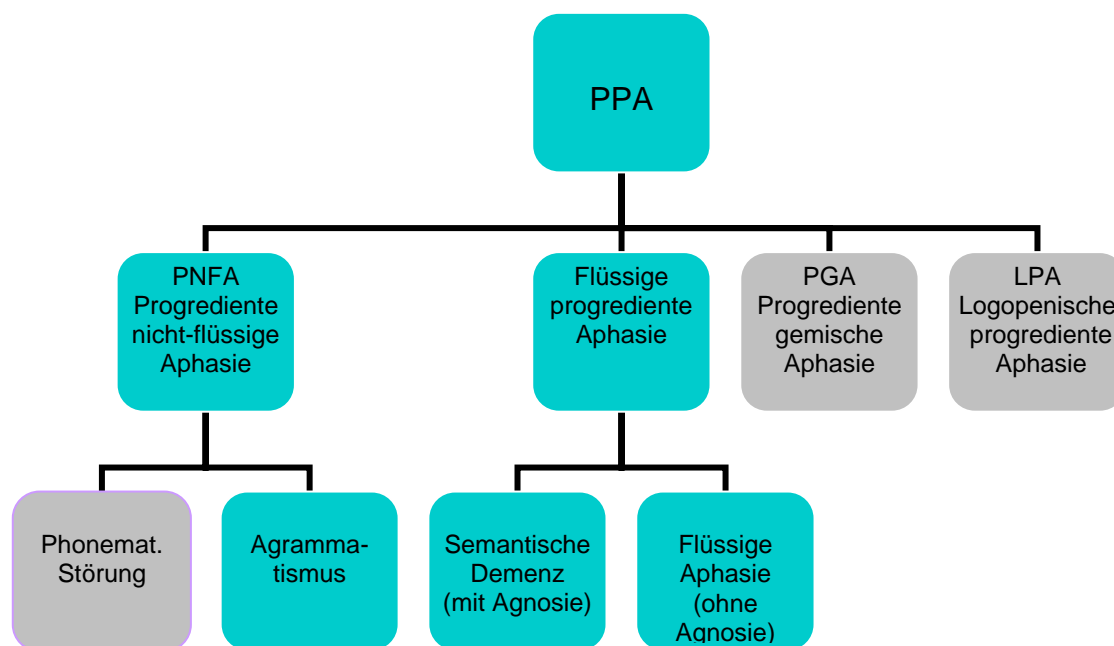 PPA
PNFA
Progrediente
nicht-flüssige
Aphasie
Flüssige
progrediente
Aphasie
PGA
Progrediente
gemische
Aphasie
LPA
Logopenische
progrediente
Aphasie
Phonemat.
Störung
Agramma-
tismus
Semantische
Demenz
(mit Agnosie)
Flüssige
Aphasie
(ohne
Agnosie)